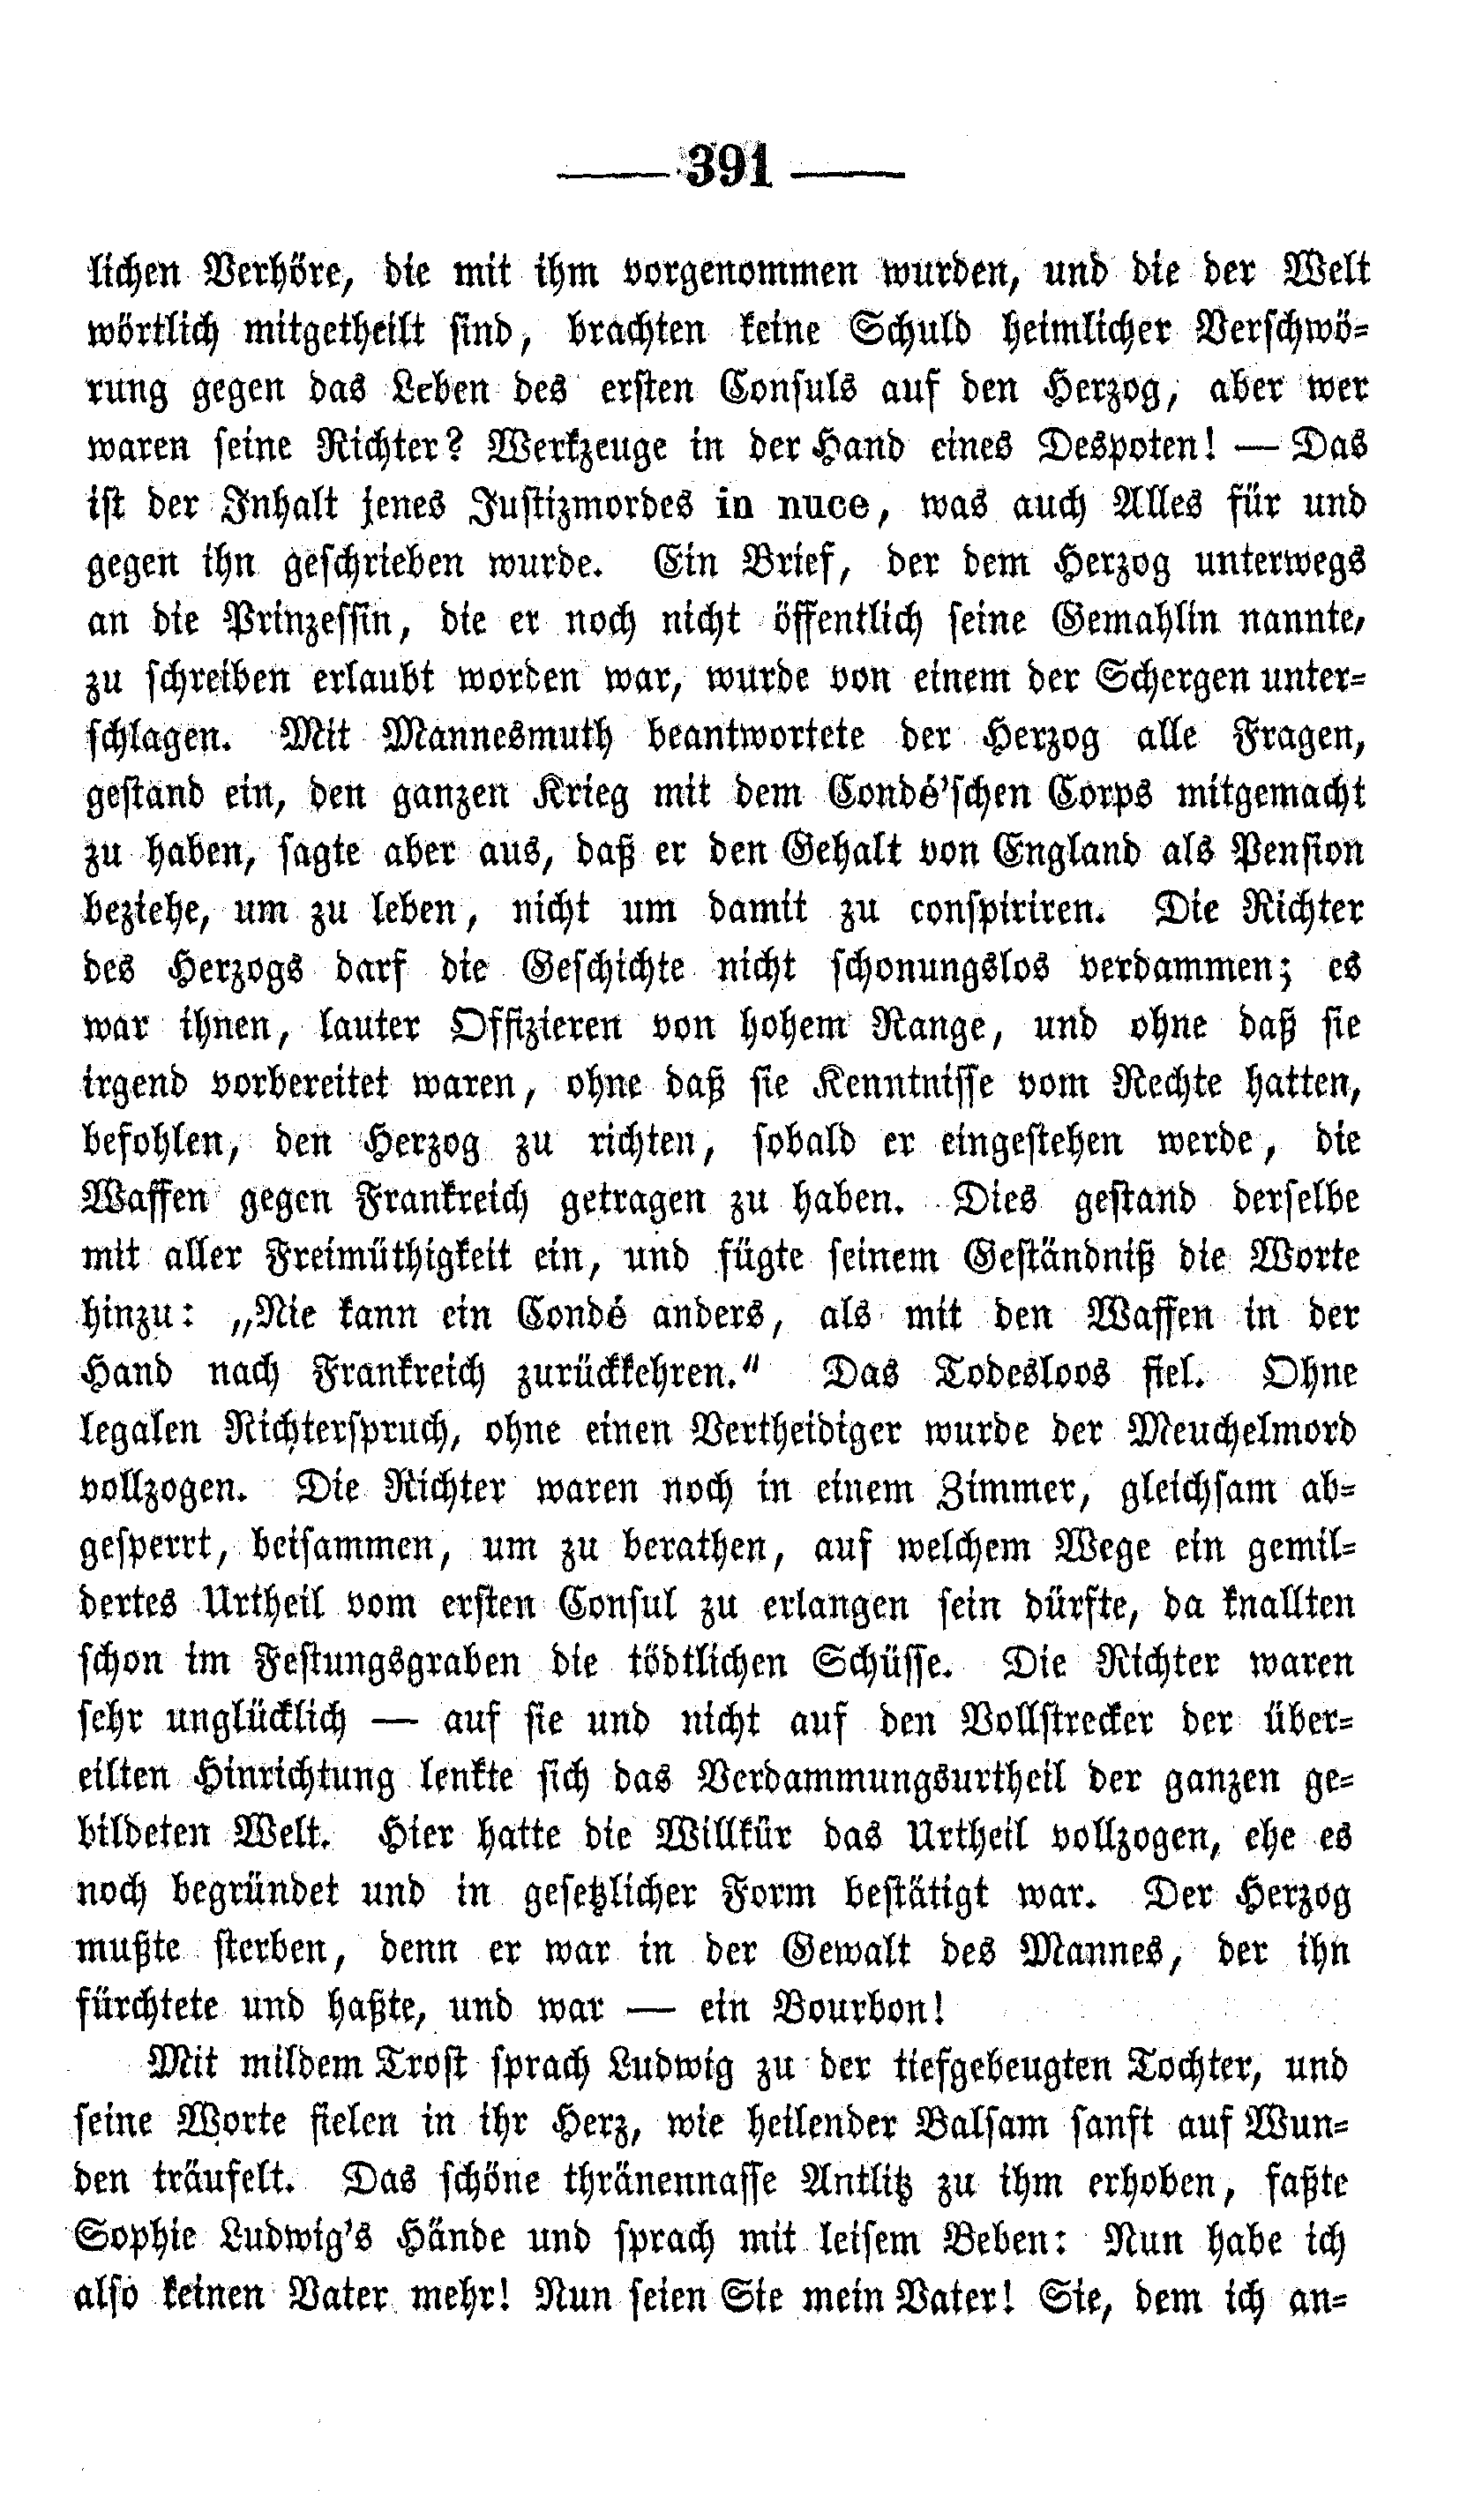 — 391 —
lichen Verhöre, die mit ihm vorgenommen wurden, und die der Welt
wörtlich mitgetheilt sind, brachten keine Schuld heimlicher Verschwö-
rung gegen das Leben des ersten Consuls auf den Herzog, aber wer
waren seine Richter? Werkzeuge in der Hand eines Despoten! — Das
ist der Inhalt jenes Justizmordes in nuce, was auch Alles für und
gegen ihn geschrieben wurde. Ein Brief, der dem Herzog unterwegs
an die Prinzessin, die er noch nicht öffentlich seine Gemahlin nannte,
zu schreiben erlaubt worden war, wurde von einem der Schergen unter-
schlagen. Mit Mannesmuth beantwortete der Herzog alle Fragen,
gestand ein, den ganzen Krieg mit dem Condé'schen Corps mitgemacht
zu haben, sagte aber aus, daß er den Gehalt von England als Pension
beziehe, um zu leben, nicht um damit zu conspiriren. Die Richter
des Herzogs darf die Geschichte nicht schonungslos verdammen; es
war ihnen, lauter Offizieren von hohem Range, und ohne daß sie
irgend vorbereitet waren, ohne daß sie Kenntnisse vom Rechte hatten,
befohlen, den Herzog zu richten, sobald er eingestehen werde, die
Waffen gegen Frankreich getragen zu haben. Dies gestand derselbe
mit aller Freimüthigkeit ein, und fügte seinem Geständniß die Worte
hinzu: „Nie kann ein Condé anders, als mit den Waffen in der
Hand nach Frankreich zurückkehren.“ Das Todesloos fiel. Ohne
legalen Richterspruch, ohne einen Vertheidiger wurde der Meuchelmord
vollzogen. Die Richter waren noch in einem Zimmer, gleichsam ab-
gesperrt, beisammen, um zu berathen, auf welchem Wege ein gemil-
dertes Urtheil vom ersten Consul zu erlangen sein dürfte, da knallten
schon im Festungsgraben die tödtlichen Schüsse. Die Richter waren
sehr unglücklich — auf sie und nicht auf den Vollstrecker der über-
eilten Hinrichtung lenkte sich das Verdammungsurtheil der ganzen ge-
bildeten Welt. Hier hatte die Willkür das Urtheil vollzogen, ehe es
noch begründet und in gesetzlicher Form bestätigt war. Der Herzog
mußte sterben, denn er war in der Gewalt des Mannes, der ihn
fürchtete und haßte, und war — ein Bourbon!
Mit mildem Trost sprach Ludwig zu der tiefgebeugten Tochter, und
seine Worte fielen in ihr Herz, wie heilender Balsam sanft auf Wun-
den träufelt. Das schöne thränennasse Antlitz zu ihm erhoben, faßte
Sophie Ludwig's Hände und sprach mit leisem Beben: Nun habe ich
also keinen Vater mehr! Nun seien Sie mein Vater! Sie, dem ich an-